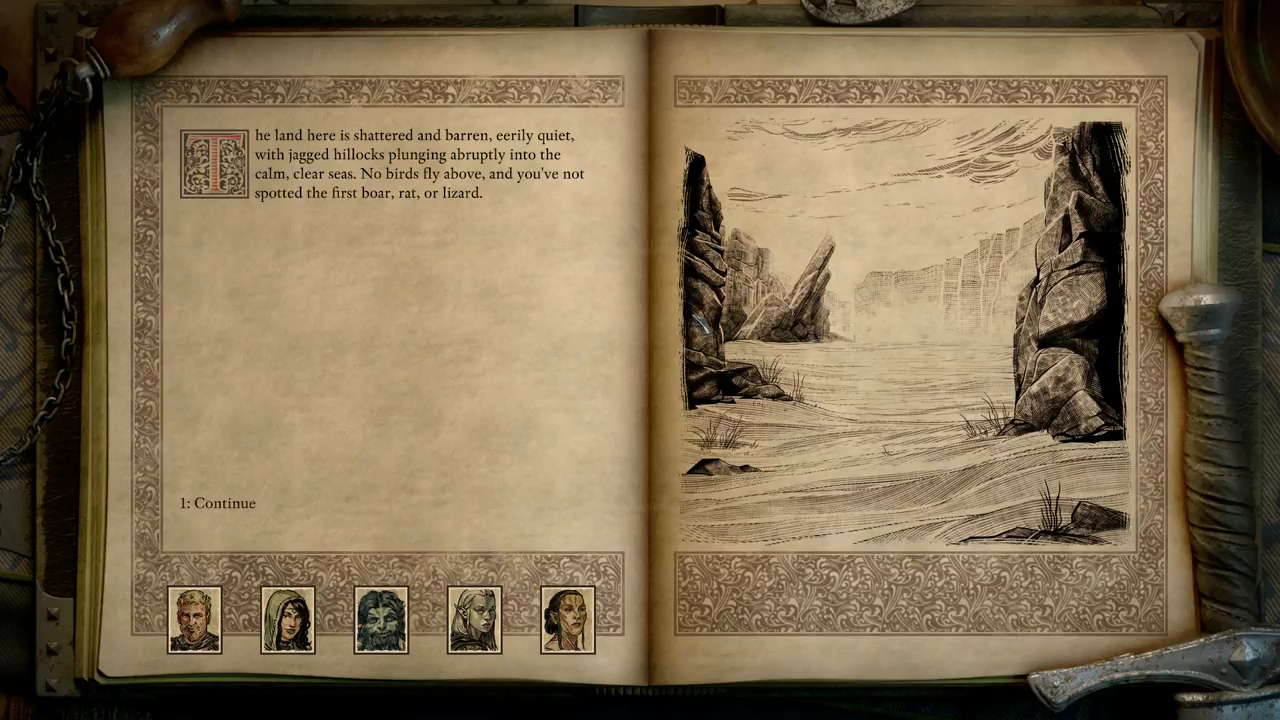 The land here is shattered and barren, eerily quiet,
with jagged hillocks plunging abruptly into the
calm, clear seas. No birds fly above, and you've not
spotted the first boar, rat, or lizard.
1: Continue